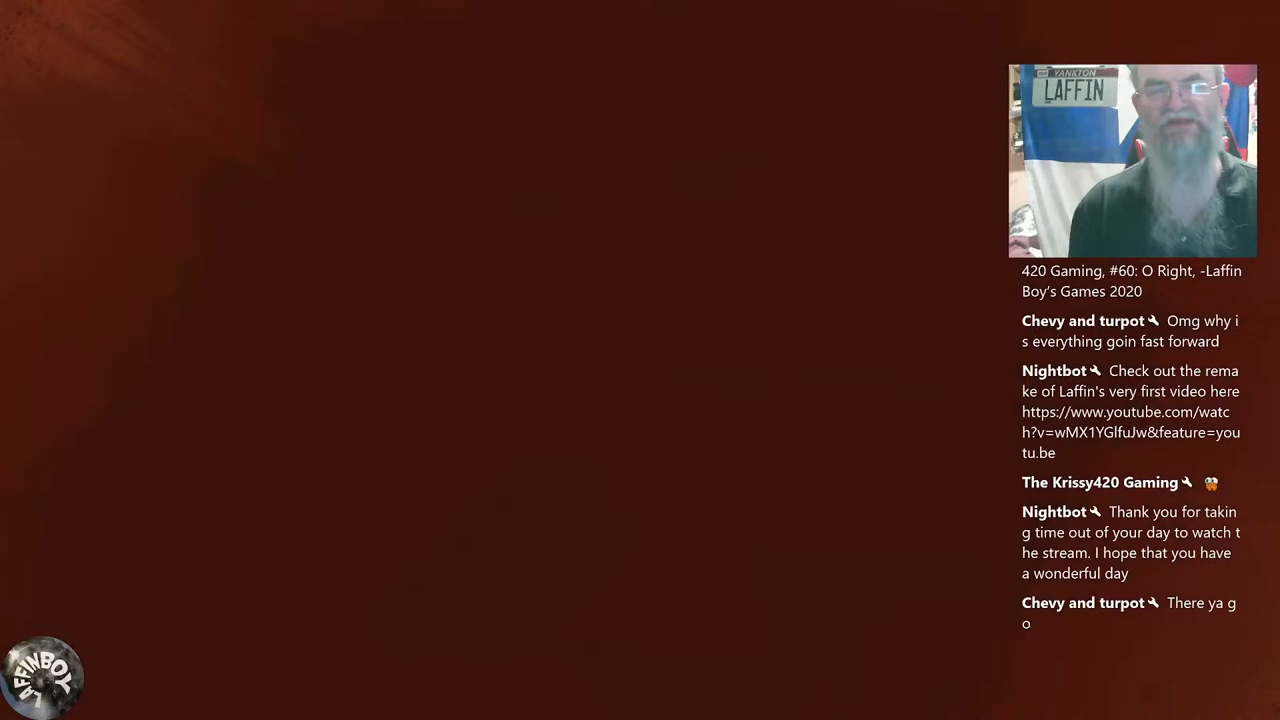 YANKTON
LAFFIN
420 Gaming, #60: O Right, -Laffin
Boy's Games 2020
Chevy and turpot Omg why i
s everything goin fast forward
Nightbot Check out the rema
ke of Laffin's very first video here
https://www.youtube.com/watc
h?v=wMX1YGlfuJw&feature=you
tu.be
The Krissy420 Gaming
Nightbot Thank you for takin
g time out of your day to watch t
he stream. I hope that you have
a wonderful day
Chevy and turpot There ya g
o
LAFFINBOY